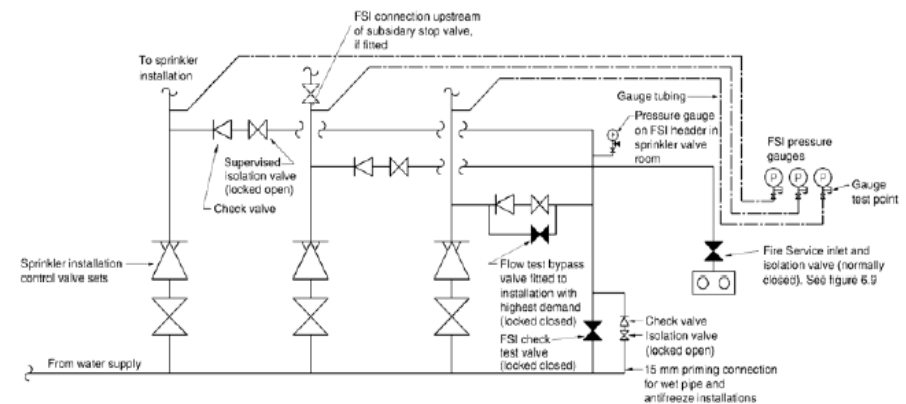 FSI connection upstream
of subsidary stop valve,
if fitted
To sprinkler
installation
Gauge tubing
Pressure gauge
on FSI header in
sprinkler valve
room
P
FSI pressure
gauges
P
P
P
Gauge
test point
Supervised
isolation valve
(locked open)
Check valve
Sprinkler installation
control valve sets
Flow test bypass
valve fitted to
installation with
highest demand
(locked closed)
FSI check
test valve
(locked closed)
Fire Service inlet and
isolation valve (normally
closed). See figure 6.9
Check valve
Isolation valve
(locked open)
15 mm priming connection
for wet pipe and
antifreeze installations
From water supply